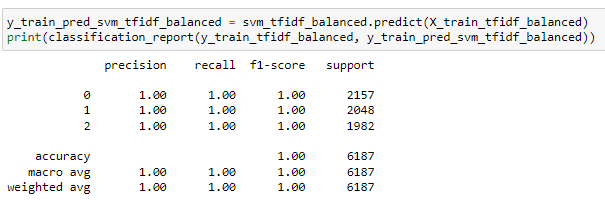 y_train_pred_svm_tfidf_balanced = svm_tfidf_balanced.predict(X_train_tfidf_balanced)
print(classification_report(y_train_tfidf_balanced, y_train_pred_svm_tfidf_balanced))
precision recall f1-score support
0 1.00 1.00 1.00 2157
1 1.00 1.00 1.00 2048
2 1.00 1.00 1.00 1982
accuracy 1.00 6187
macro avg 1.00 1.00 1.00 6187
weighted avg 1.00 1.00 1.00 6187